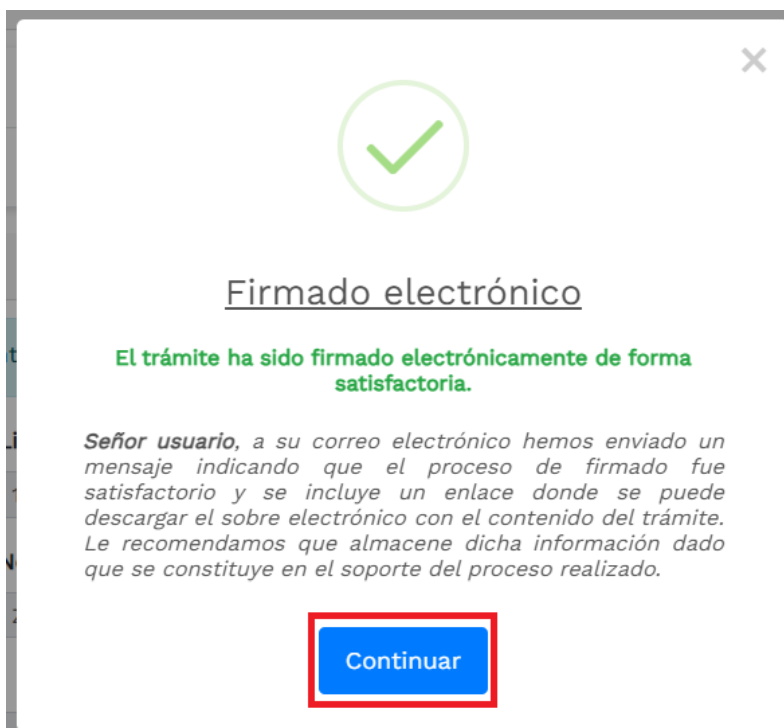 Firmado electrónico
El trámite ha sido firmado electrónicamente de forma
satisfactoria.
Señor usuario, a su correo electrónico hemos enviado un
mensaje indicando que el proceso de firmado fue
satisfactorio y se incluye un enlace donde se puede
descargar el sobre electrónico con el contenido del trámite.
Le recomendamos que almacene dicha información dado
que se constituye en el soporte del proceso realizado.
Continuar